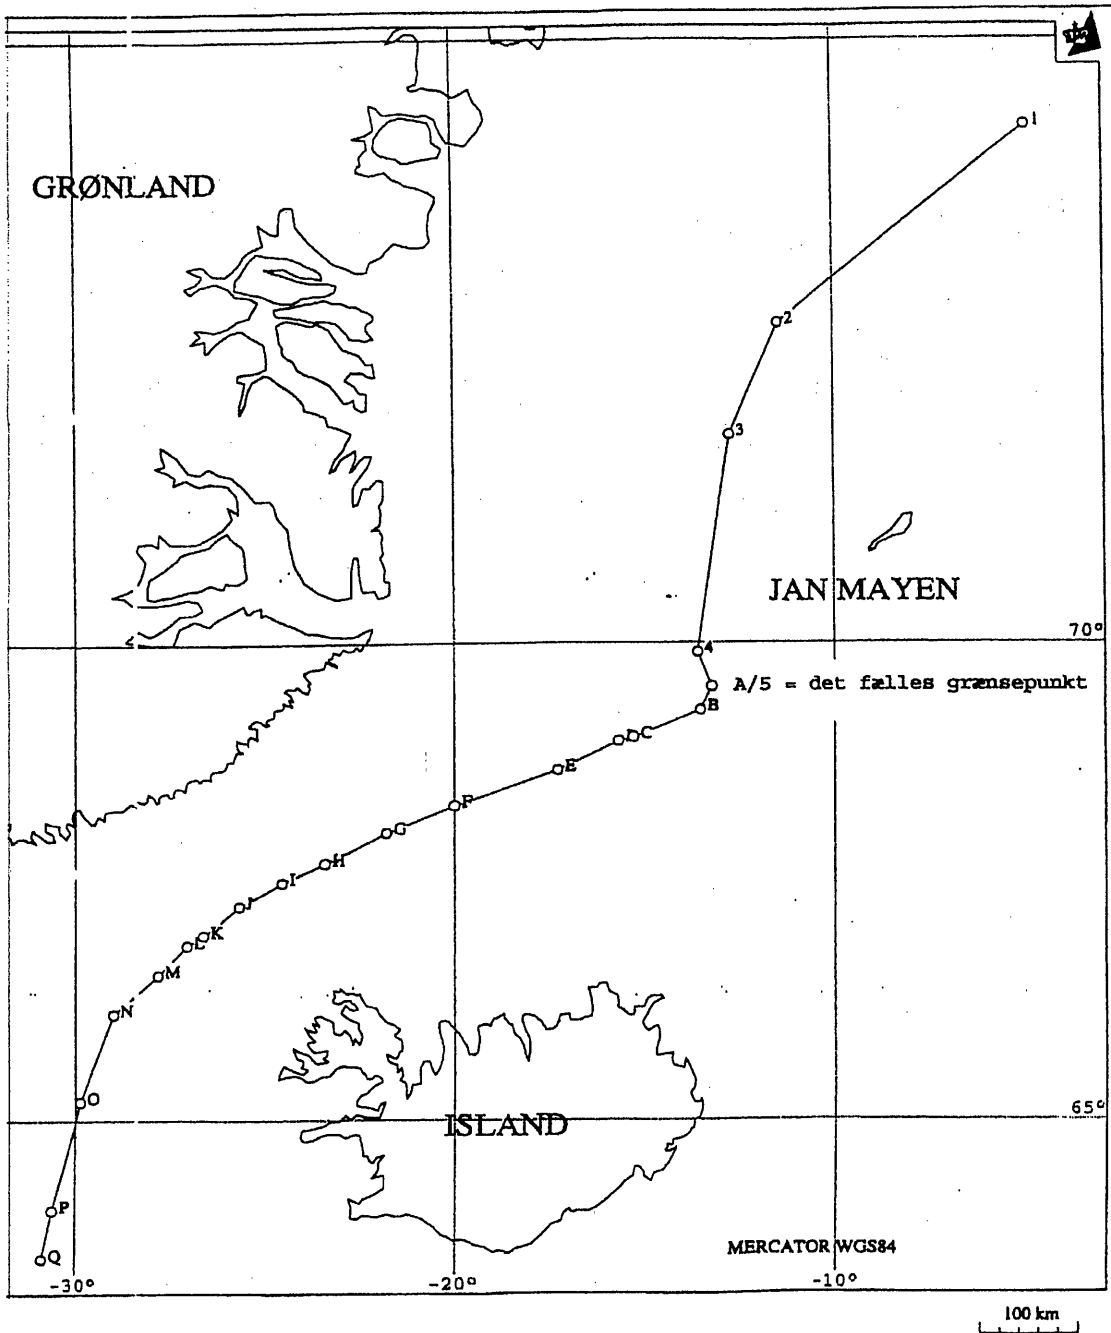 1
GRØNLAND
2
3
JAN MAYEN
70°
4
A/5 = det fælles grænsepunkt
B
C
E
F
G
H
I
J
K
L
M
N
O
65°
ISLAND
P
Q
MERCATOR WGS84
-30°
-20°
-10°
100 km